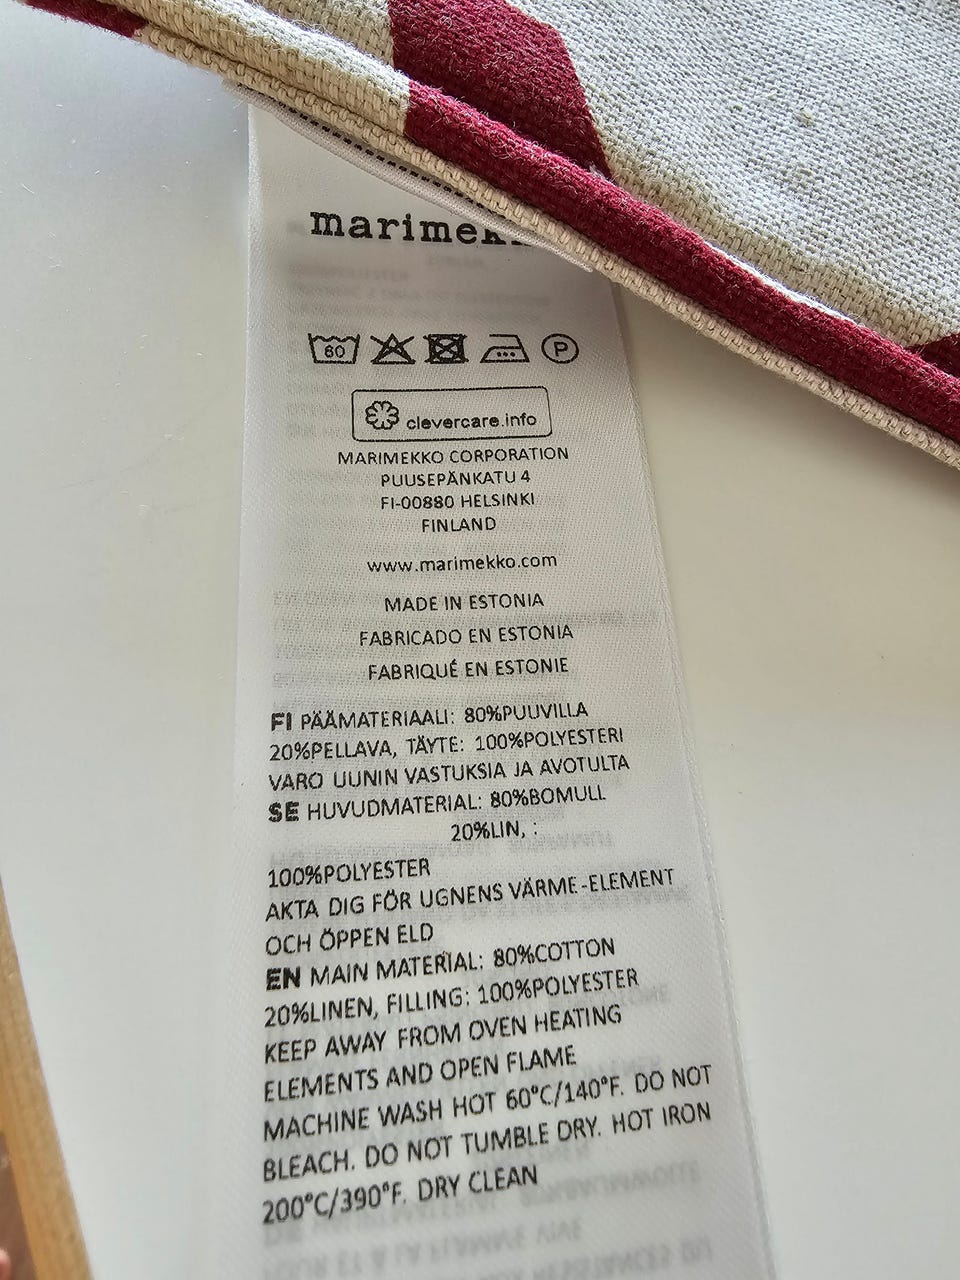 marimekko
60 P
clevercare.info
MARIMEKKO CORPORATION
PUUSEPÄNKATU 4
FI-00880 HELSINKI
FINLAND
www.marimekko.com
MADE IN ESTONIA
FABRICADO EN ESTONIA
FABRIQUÉ EN ESTONIE
FI PÄÄMATERIAALI: 80%PUUVILLA
20%PELLAVA, TÄYTE: 100%POLYESTERI
VARO UUNIN VASTUKSIA JA AVOTULTA
SE HUVUDMATERIAL: 80%BOMULL
20%LIN, :
100%POLYESTER
AKTA DIG FÖR UGNENS VÄRME-ELEMENT
OCH ÖPPEN ELD
EN MAIN MATERIAL: 80%COTTON
20%LINEN, FILLING: 100%POLYESTER
KEEP AWAY FROM OVEN HEATING
ELEMENTS AND OPEN FLAME
MACHINE WASH HOT 60°C/140°F. DO NOT
BLEACH. DO NOT TUMBLE DRY. HOT IRON
200°C/390°F. DRY CLEAN